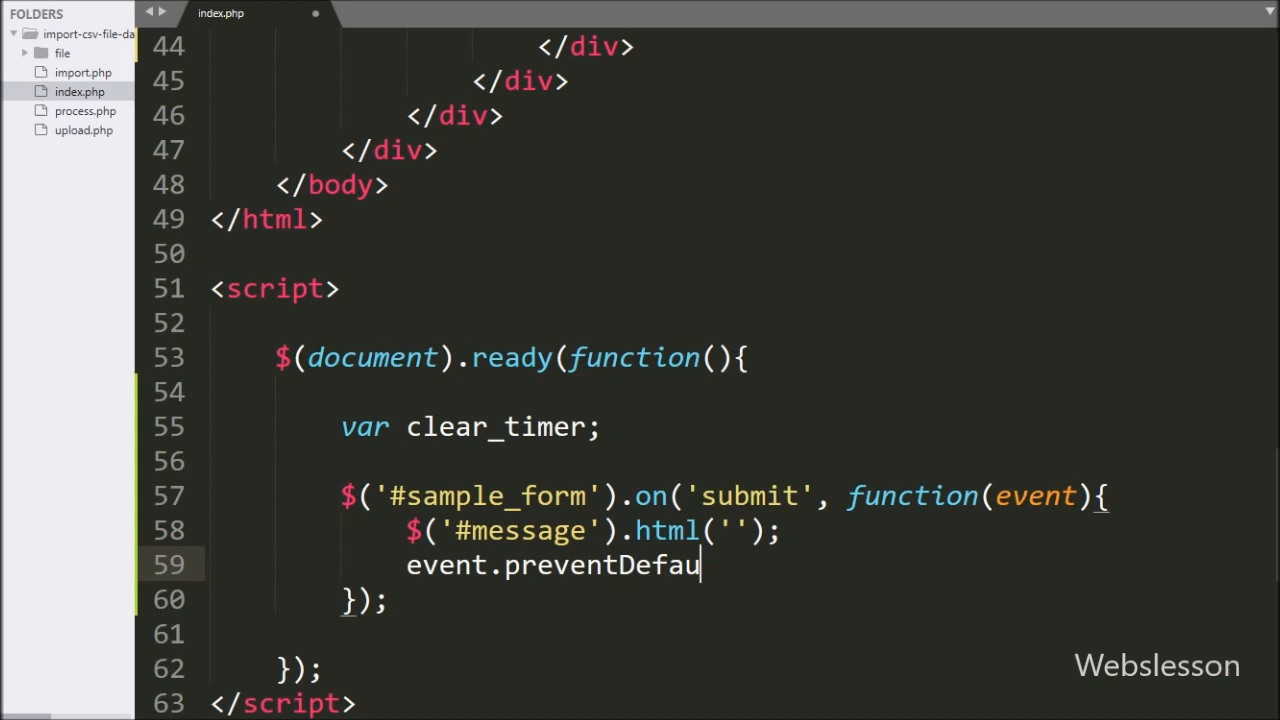 FOLDERS
import-csv-file-da
file
import.php
index.php
process.php
upload.php
index.php
44 </div>
45 </div>
46 </div>
47 </div>
48 </body>
49 </html>
50
51 <script>
52
53 $(document).ready(function(){
54
55 var clear_timer;
56
57 $('#sample_form').on('submit', function(event){
58 $('#message').html('');
59 event.preventDefau
60 });
61
62 });
63 </script>
Webslesson